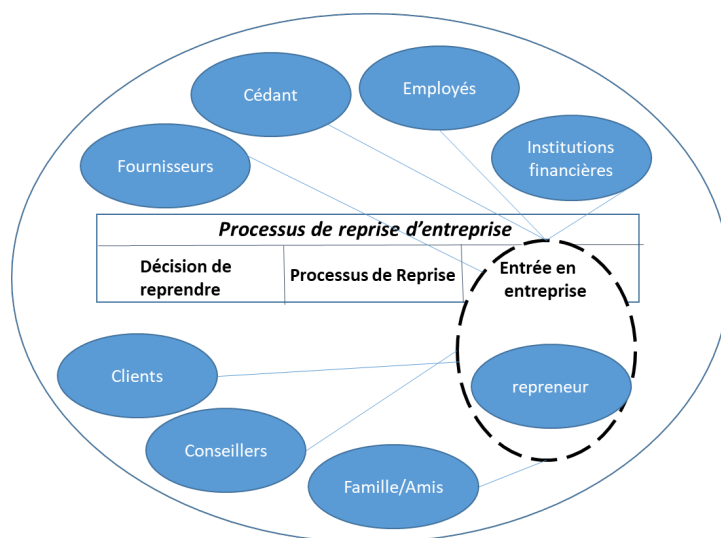 Employés
Cédant
Institutions
financières
Fournisseurs
Processus de reprise d’entreprise
Décision de
reprendre
Processus de Reprise
Entrée en
entreprise
Clients
repreneur
Conseillers
Famille/Amis